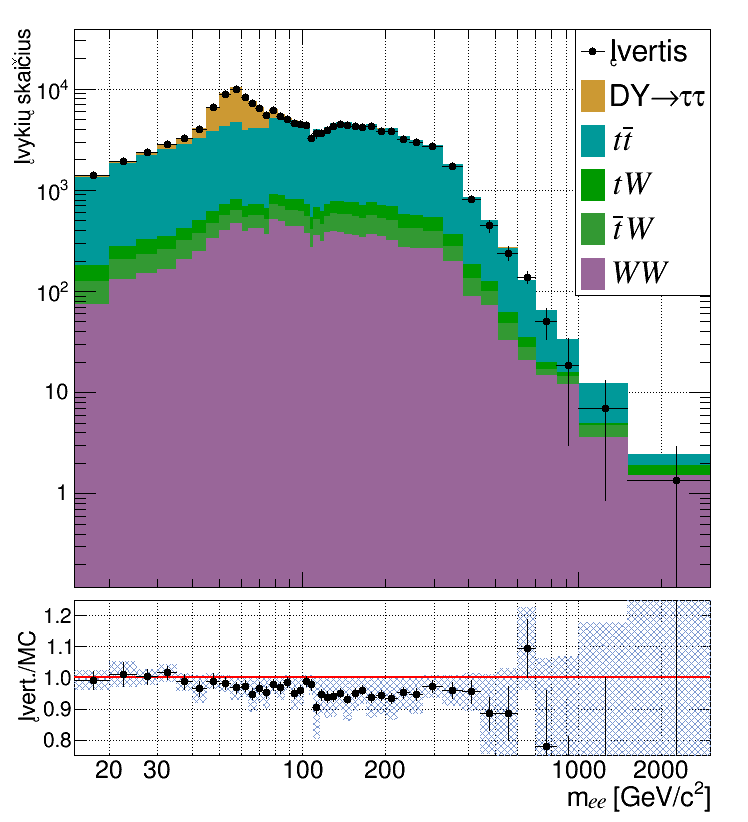 Įvykių skaičius
10⁴
10³
10²
10
1
Įvertis
DY→ττ
tt̄
tW
t̄W
WW
Įvert./MC
1.2
1.1
1.0
0.9
0.8
20 30 100 200 1000 2000
mₑₑ [GeV/c²]